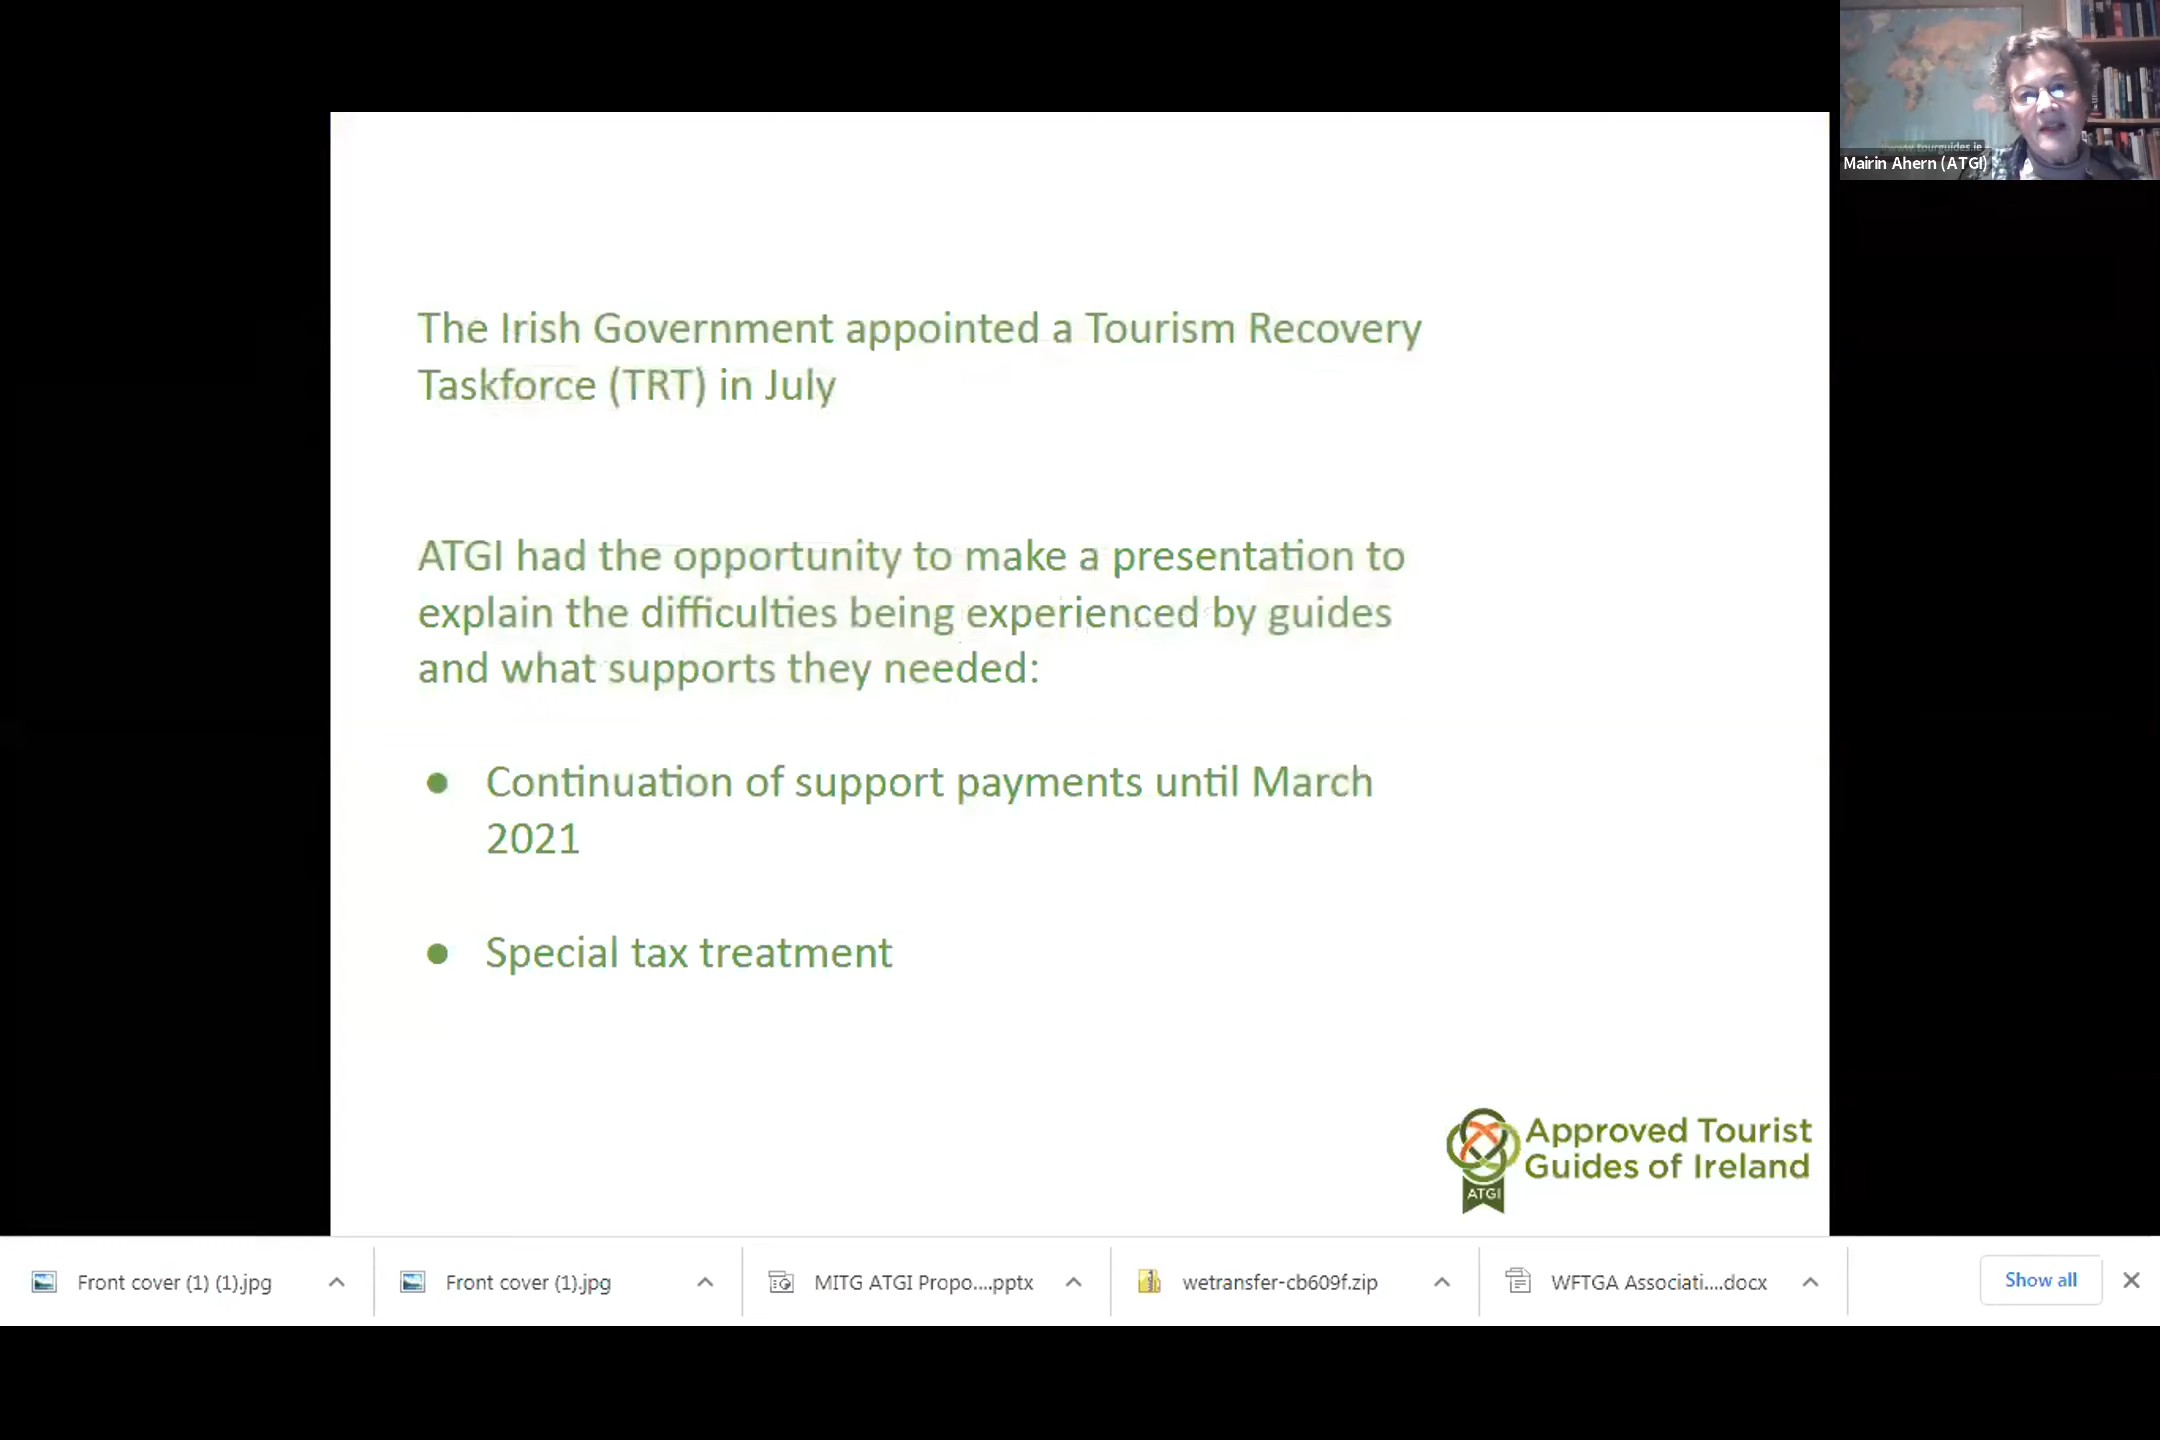 www.tourguides.ie
Mairin Ahern (ATGI)
The Irish Government appointed a Tourism Recovery
Taskforce (TRT) in July
ATGI had the opportunity to make a presentation to
explain the difficulties being experienced by guides
and what supports they needed:
● Continuation of support payments until March
2021
● Special tax treatment
Approved Tourist
Guides of Ireland
ATGI
Front cover (1) (1).jpg
Front cover (1).jpg
MITG ATGI Propo....pptx
wetransfer-cb609f.zip
WFTGA Associati....docx
Show all